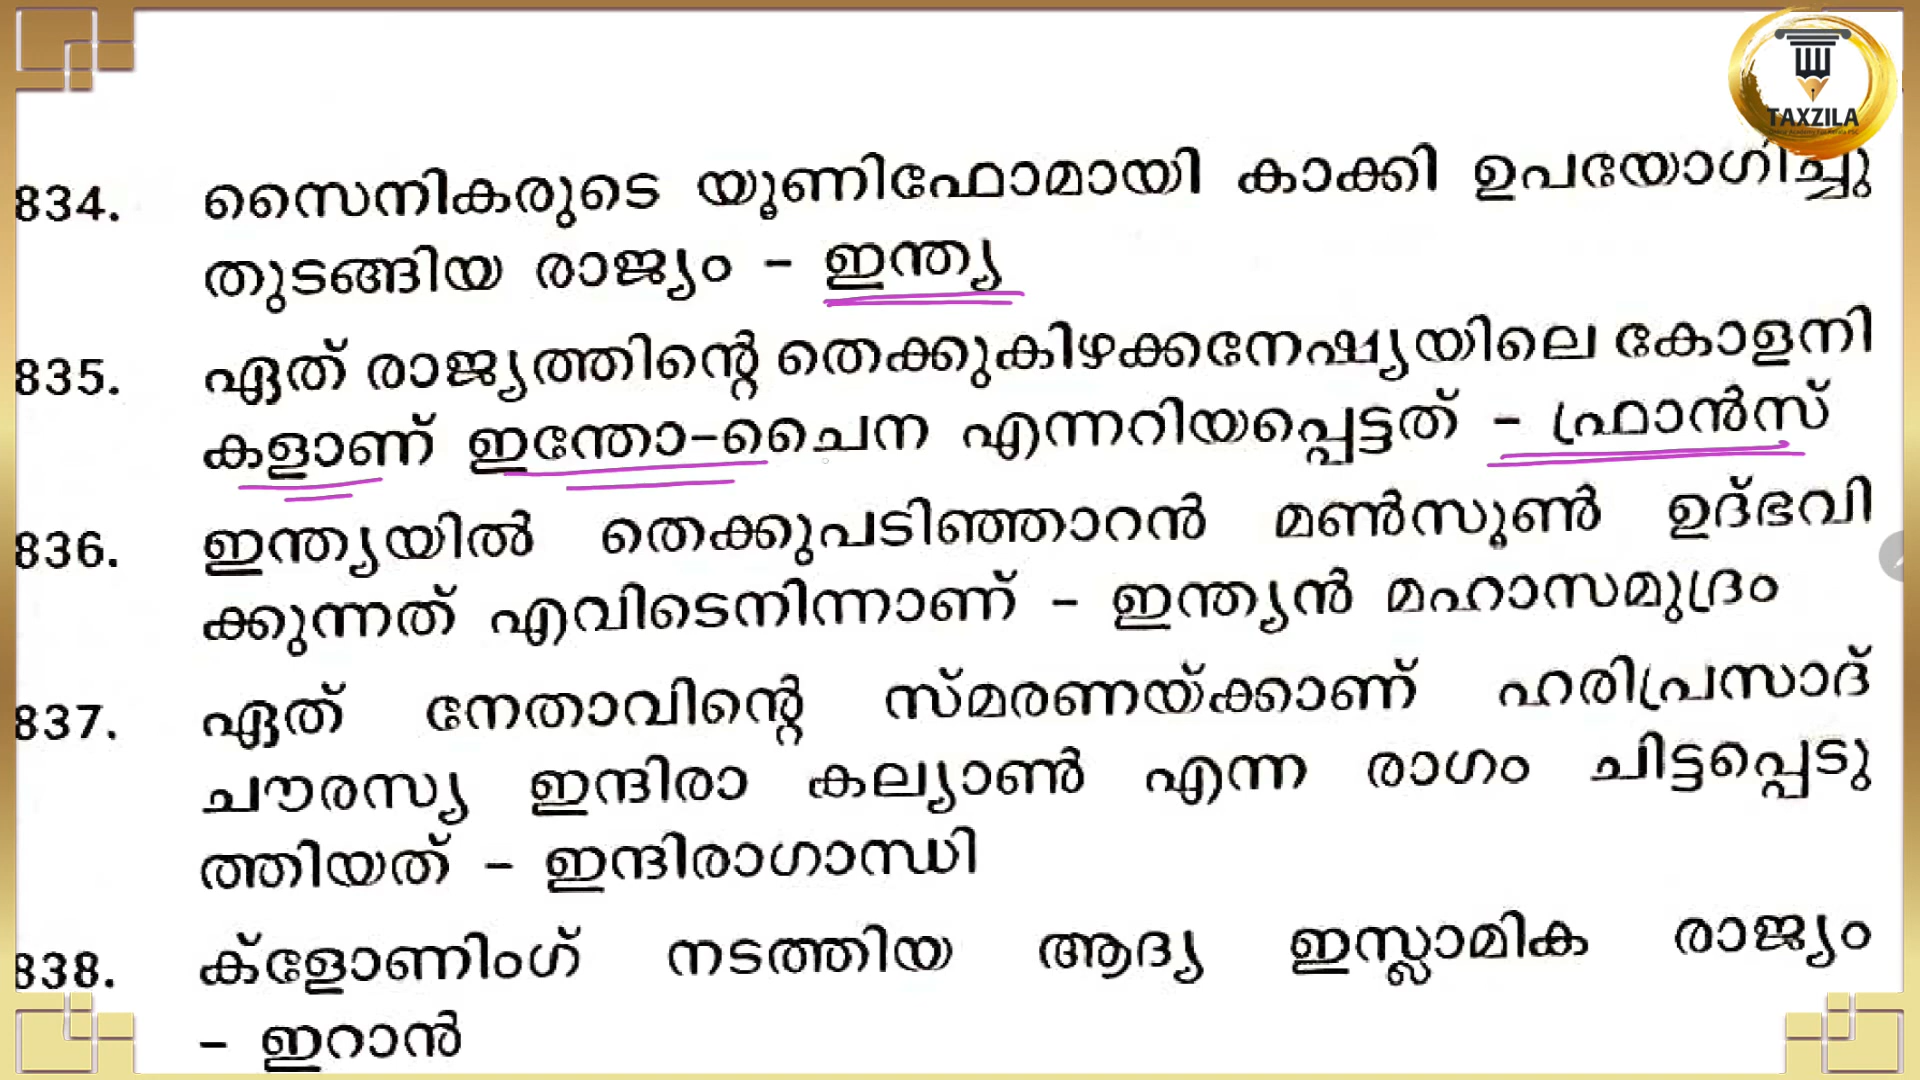 TAXZILA
834. സൈനികരുടെ യൂണിഫോമായി കാക്കി ഉപയോഗിച്ചു
തുടങ്ങിയ രാജ്യം - ഇന്ത്യ
835. ഏത് രാജ്യത്തിന്റെ തെക്കുകിഴക്കനേഷ്യയിലെ കോളനി
കളാണ് ഇന്തോ-ചൈന എന്നറിയപ്പെട്ടത് - ഫ്രാൻസ്
836. ഇന്ത്യയിൽ തെക്കുപടിഞ്ഞാറൻ മൺസൂൺ ഉദ്ഭവി
ക്കുന്നത് എവിടെനിന്നാണ് - ഇന്ത്യൻ മഹാസമുദ്രം
837. ഏത് നേതാവിന്റെ സ്മരണയ്ക്കാണ് ഹരിപ്രസാദ്
ചൗരസ്യ ഇന്ദിരാ കല്യാൺ എന്ന രാഗം ചിട്ടപ്പെടു
ത്തിയത് - ഇന്ദിരാഗാന്ധി
838. ക്ളോണിംഗ് നടത്തിയ ആദ്യ ഇസ്ലാമിക രാജ്യം
- ഇറാൻ